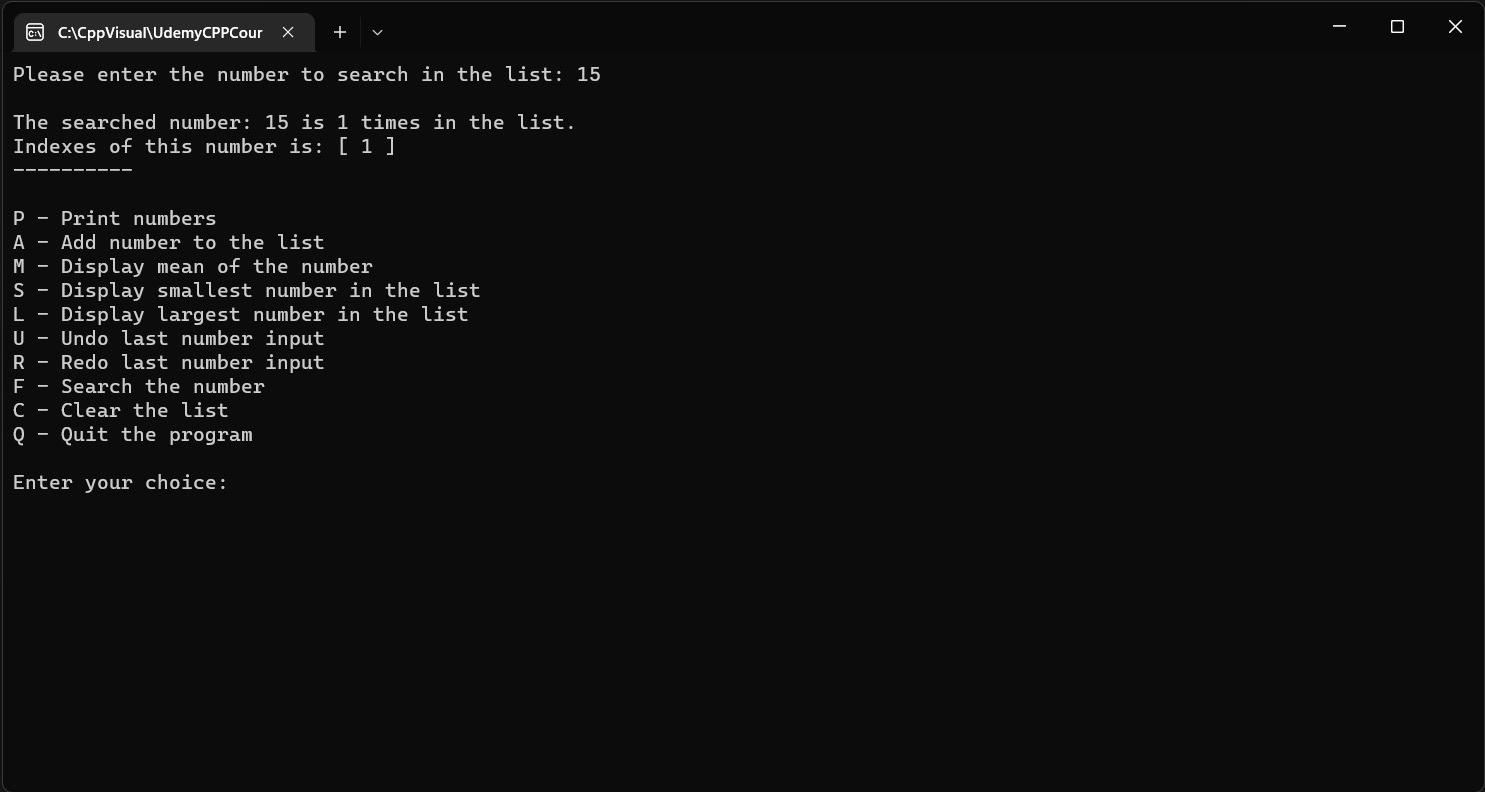 C:\CppVisual\UdemyCPPCour
Please enter the number to search in the list: 15
The searched number: 15 is 1 times in the list.
Indexes of this number is: [ 1 ]
----------
P - Print numbers
A - Add number to the list
M - Display mean of the number
S - Display smallest number in the list
L - Display largest number in the list
U - Undo last number input
R - Redo last number input
F - Search the number
C - Clear the list
Q - Quit the program
Enter your choice: